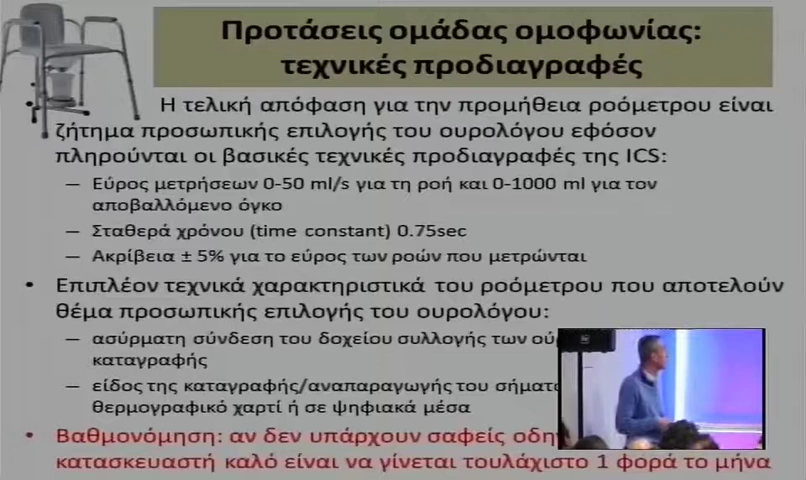 Προτάσεις ομάδας ομοφωνίας:
τεχνικές προδιαγραφές
Η τελική απόφαση για την προμήθεια ροόμετρου είναι
ζήτημα προσωπικής επιλογής του ουρολόγου εφόσον
πληρούνται οι βασικές τεχνικές προδιαγραφές της ICS:
– Εύρος μετρήσεων 0-50 ml/s για τη ροή και 0-1000 ml για τον
αποβαλλόμενο όγκο
– Σταθερά χρόνου (time constant) 0.75sec
– Ακρίβεια ± 5% για το εύρος των ροών που μετρώνται
• Επιπλέον τεχνικά χαρακτηριστικά του ροόμετρου που αποτελούν
θέμα προσωπικής επιλογής του ουρολόγου:
– ασύρματη σύνδεση του δοχείου συλλογής των
καταγραφής
– είδος της καταγραφής/αναπαραγωγής του
θερμογραφικό χαρτί ή σε ψηφιακά μέσα
• Βαθμονόμηση: αν δεν υπάρχουν σαφείς
κατασκευαστή καλό είναι να γίνεται τουλάχιστο 1 φορά το μήνα